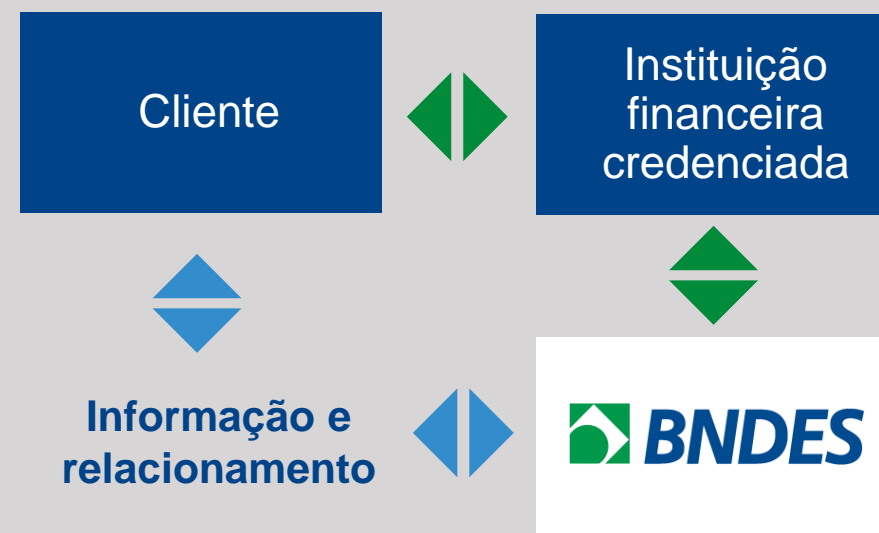 Cliente
Instituição
financeira
credenciada
Informação e
relacionamento
BNDES